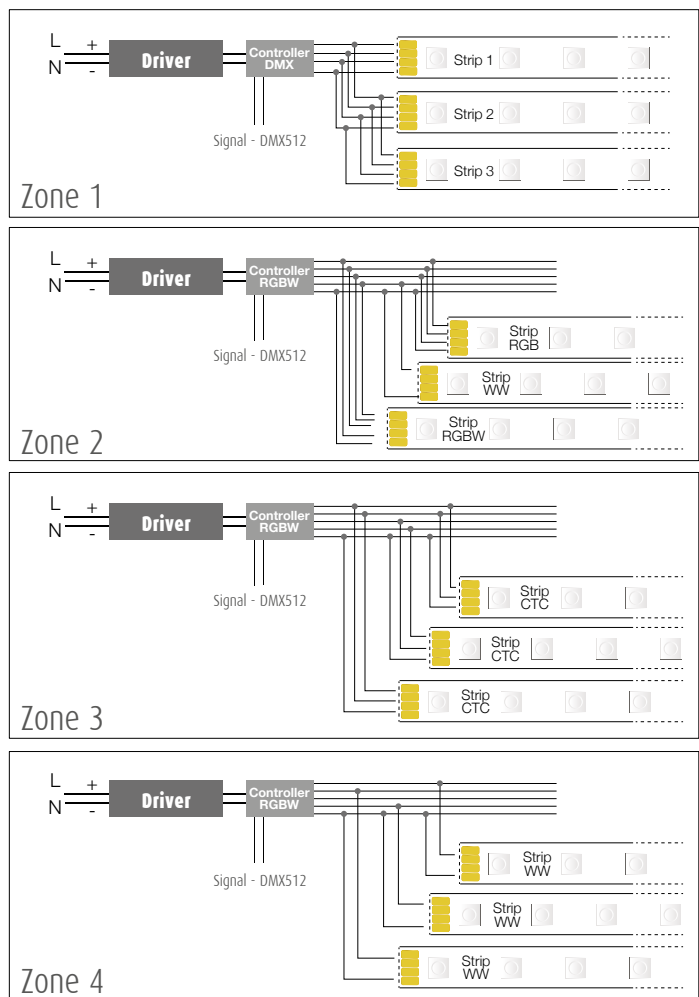 L
+
N
-
Driver
Controller
DMX
Signal - DMX512
Strip 1
Strip 2
Strip 3
Zone 1
L
+
N
-
Driver
Controller
RGBW
Signal - DMX512
Strip
RGB
Strip
WW
Strip
RGBW
Zone 2
L
+
N
-
Driver
Controller
RGBW
Signal - DMX512
Strip
CTC
Strip
CTC
Strip
CTC
Zone 3
L
+
N
-
Driver
Controller
RGBW
Signal - DMX512
Strip
WW
Strip
WW
Strip
WW
Zone 4